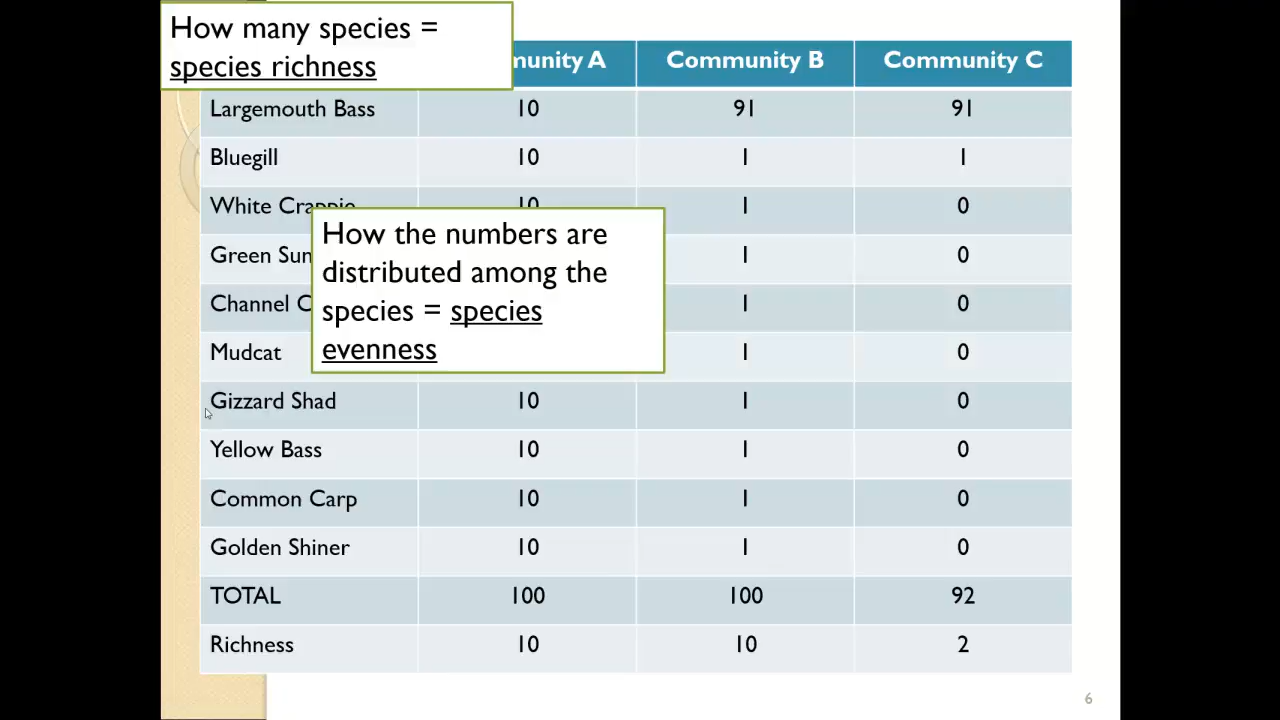 How many species =
species richness
Community B Community C
Largemouth Bass 10 91 91
Bluegill 10 1 1
White 1 0
How the numbers are
distributed among the
species = species
evenness
Green 1 0
Channel 1 0
Mudcat 1 0
Gizzard Shad 10 1 0
Yellow Bass 10 1 0
Common Carp 10 1 0
Golden Shiner 10 1 0
TOTAL 100 100 92
Richness 10 10 2
6